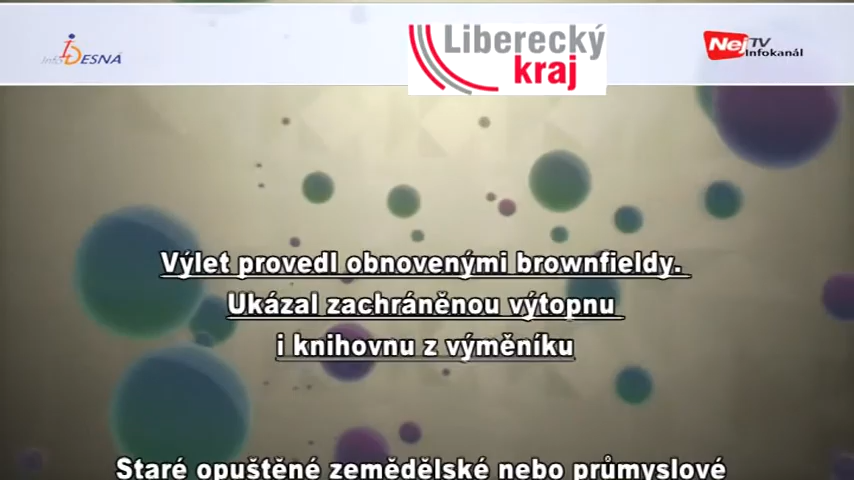 Info DESNÁ
Liberecký
kraj
NejTV
Infokanál
Výlet provedl obnovenými brownfieldy.
Ukázal zachráněnou výtopnu
i knihovnu z výměníku
Staré opuštěné zemědělské nebo průmyslové